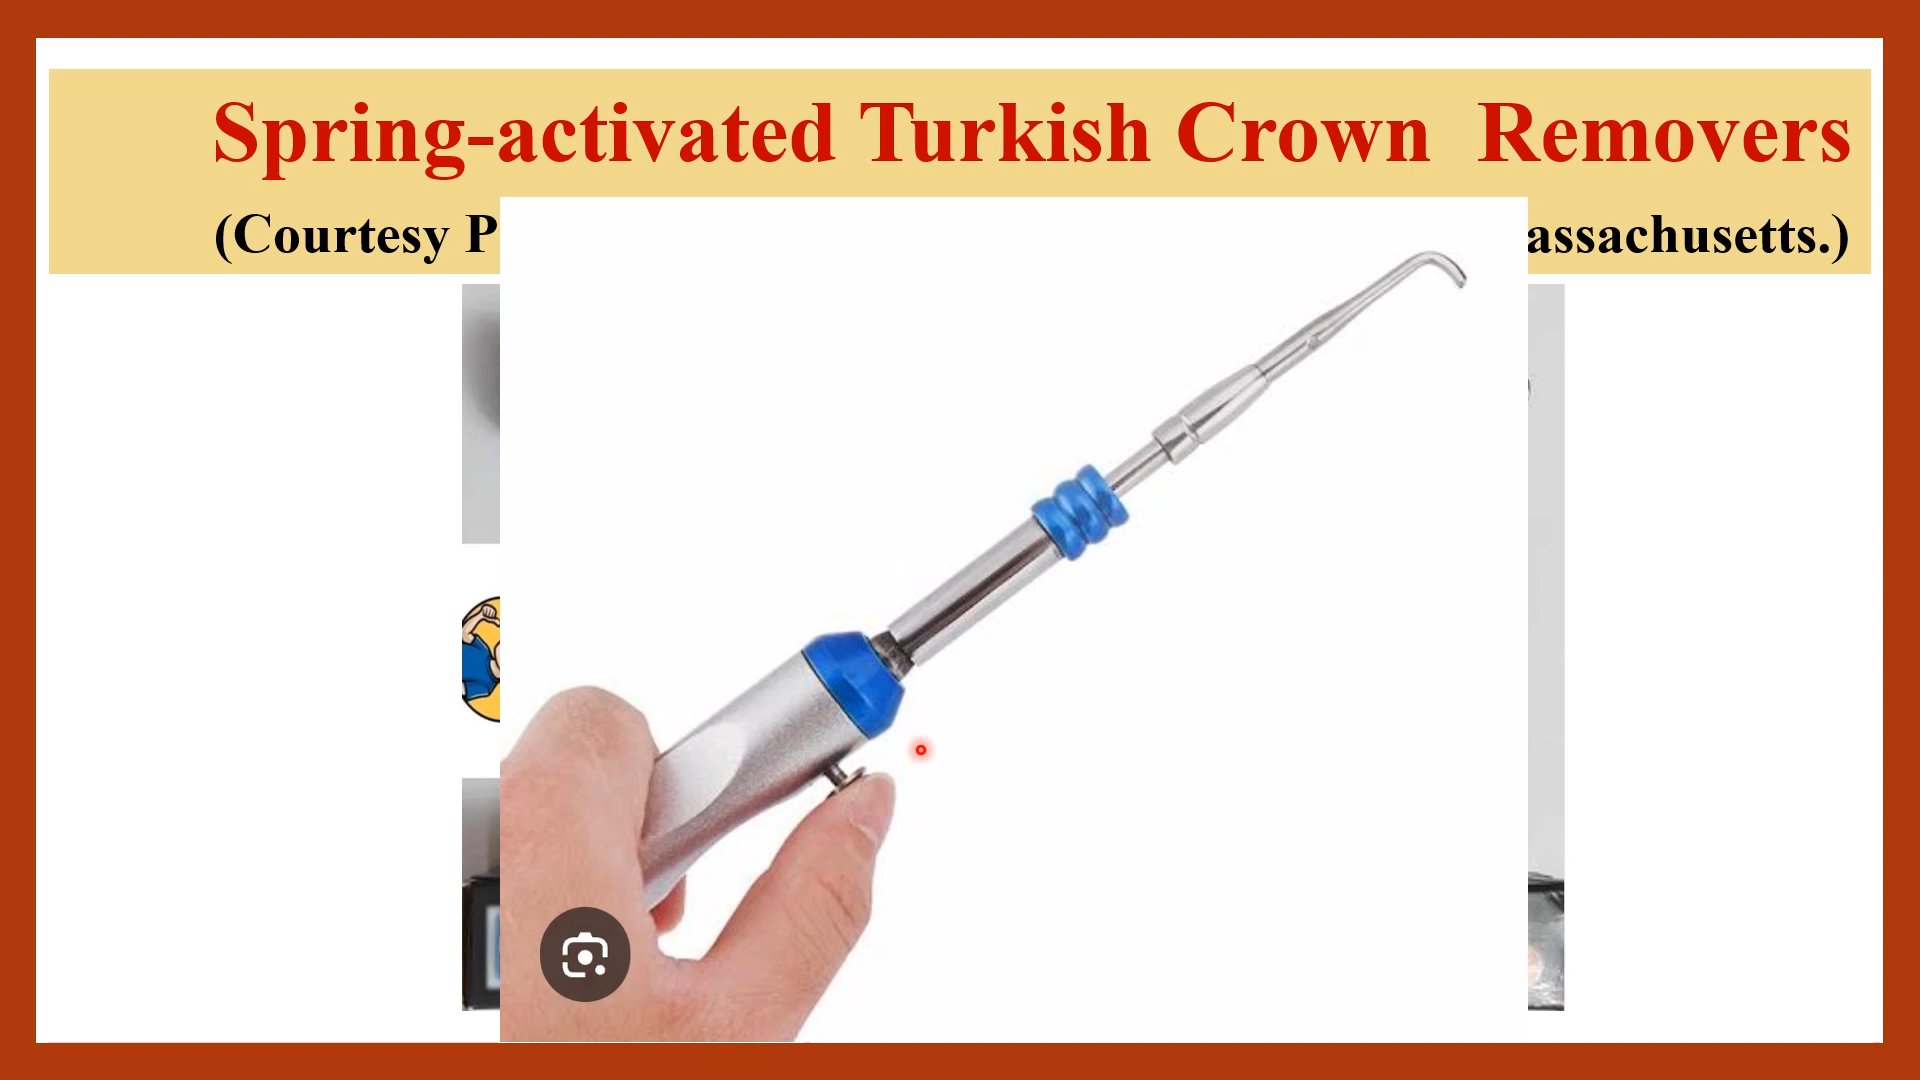 Spring-activated Turkish Crown Removers
(Courtesy P assachusetts.)